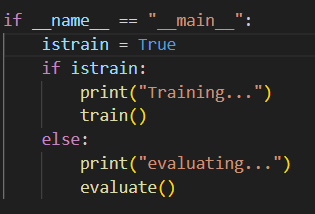 if __name__ == "__main__":
    istrain = True
    if istrain:
        print("Training...")
        train()
    else:
        print("evaluating...")
        evaluate()